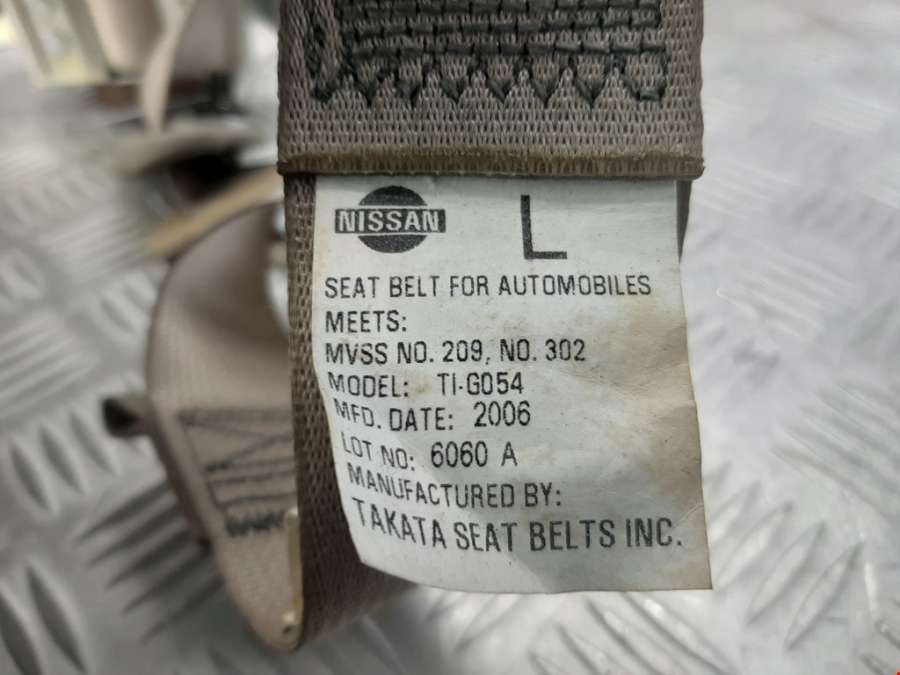 NISSAN
L
SEAT BELT FOR AUTOMOBILES
MEETS:
MVSS NO. 209, NO. 302
MODEL: TI-G054
MFD. DATE: 2006
LOT NO: 6060 A
MANUFACTURED BY:
TAKATA SEAT BELTS INC.